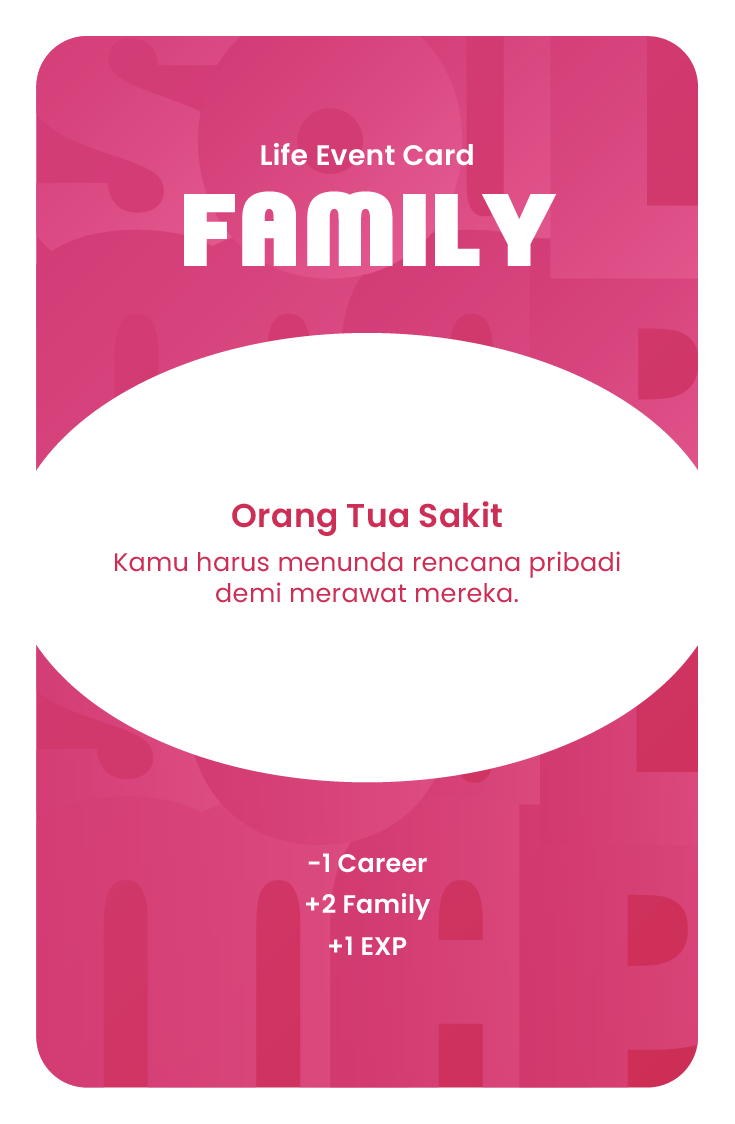 Life Event Card
FAMILY
Orang Tua Sakit
Kamu harus menunda rencana pribadi
demi merawat mereka.
-1 Career
+2 Family
+1 EXP